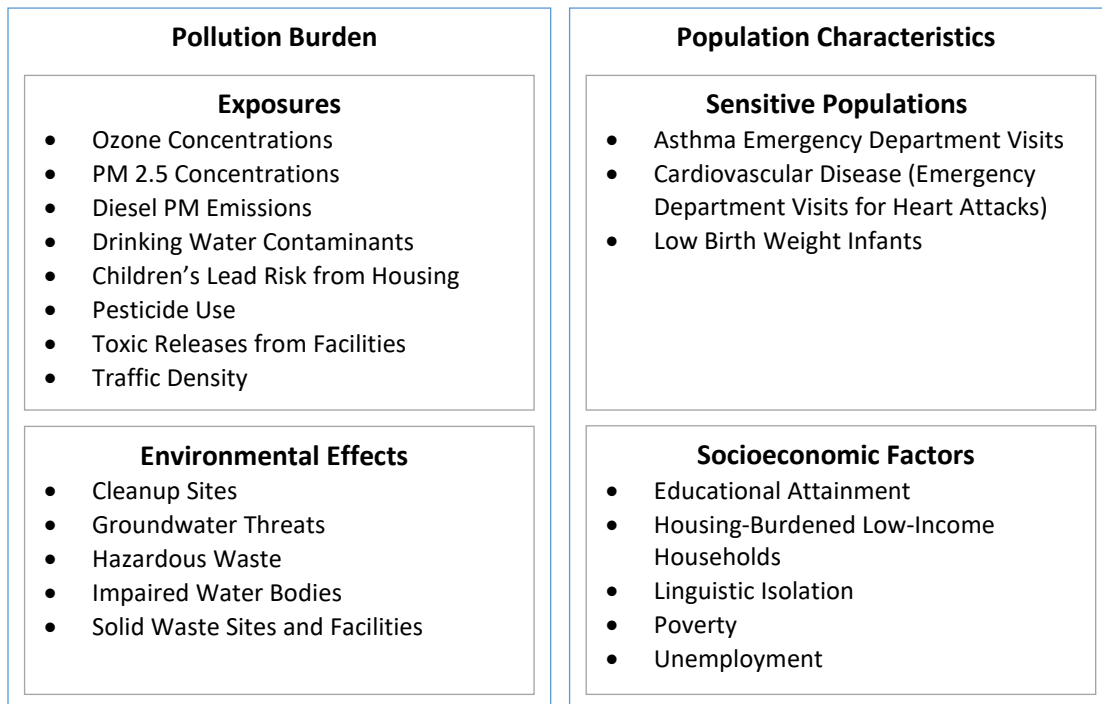 Pollution Burden
Exposures
• Ozone Concentrations
• PM 2.5 Concentrations
• Diesel PM Emissions
• Drinking Water Contaminants
• Children’s Lead Risk from Housing
• Pesticide Use
• Toxic Releases from Facilities
• Traffic Density
Environmental Effects
• Cleanup Sites
• Groundwater Threats
• Hazardous Waste
• Impaired Water Bodies
• Solid Waste Sites and Facilities
Population Characteristics
Sensitive Populations
• Asthma Emergency Department Visits
• Cardiovascular Disease (Emergency
Department Visits for Heart Attacks)
• Low Birth Weight Infants
Socioeconomic Factors
• Educational Attainment
• Housing-Burdened Low-Income
Households
• Linguistic Isolation
• Poverty
• Unemployment